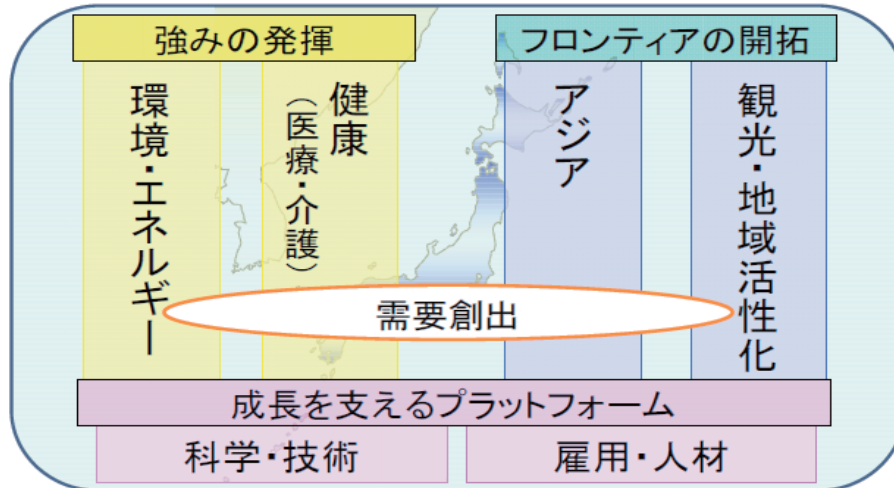 強みの発揮
フロンティアの開拓
環境・エネルギー
健康
（医療・介護）
アジア
観光・地域活性化
需要創出
成長を支えるプラットフォーム
科学・技術
雇用・人材